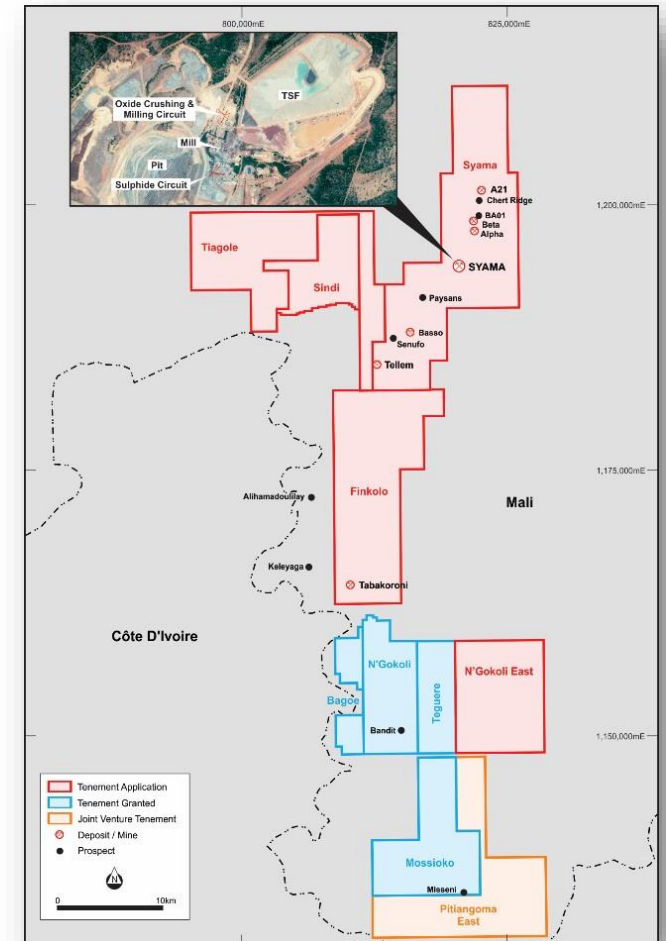 800,000mE
825,000mE
Oxide Crushing &
Milling Circuit
TSF
Mill
Pit
Sulphide Circuit
Syama
A21
Chert Ridge
1,200,000mE
BA01
Beta
Alpha
Tiagole
SYAMA
Sindi
Paysans
Basso
Senufo
Tellem
1,175,000mE
Finkolo
Alihamadoulilay
Mali
Keleyaga
Tabakoroni
Côte D'Ivoire
N'Gokoli
N'Gokoli East
Teguere
Bagoe
Bandit
1,150,000mE
Tenement Application
Tenement Granted
Joint Venture Tenement
Deposit / Mine
Prospect
N
0
10km
Mossioko
Misseni
Pitiangoma
East